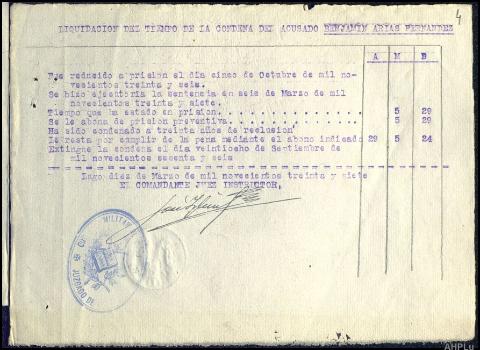 4
LIQUIDACION DEL TIEMPO DE LA CONDENA DEL ACUSADO BENJAMIN ARIAS FERNANDEZ
A M D
Fue reducido a prision el día cinco de Octubre de mil no-
vecientos treinta y seis.
Se hizo ejecutoria la sentencia en seis de Marzo de mil
novecientos treinta y siete.
Tiempo que ha estado en prision. . . . . . . . . . . . . 5 29
Se le abona de prision preventiva. . . . . . . . . . . . 5 29
Ha sido condenado a treinta años de reclusion
Le resta por cumplir de la pena mediante el abono indicado 29 5 24
Extingue la condena el día veintiocho de Septiembre de
mil novecientos sesenta y seis
Lugo diez de Marzo de mil novecientos treinta y siete
EL COMANDANTE JUEZ INSTRUCTOR,
JUZGADO MILITAR
AHPLu